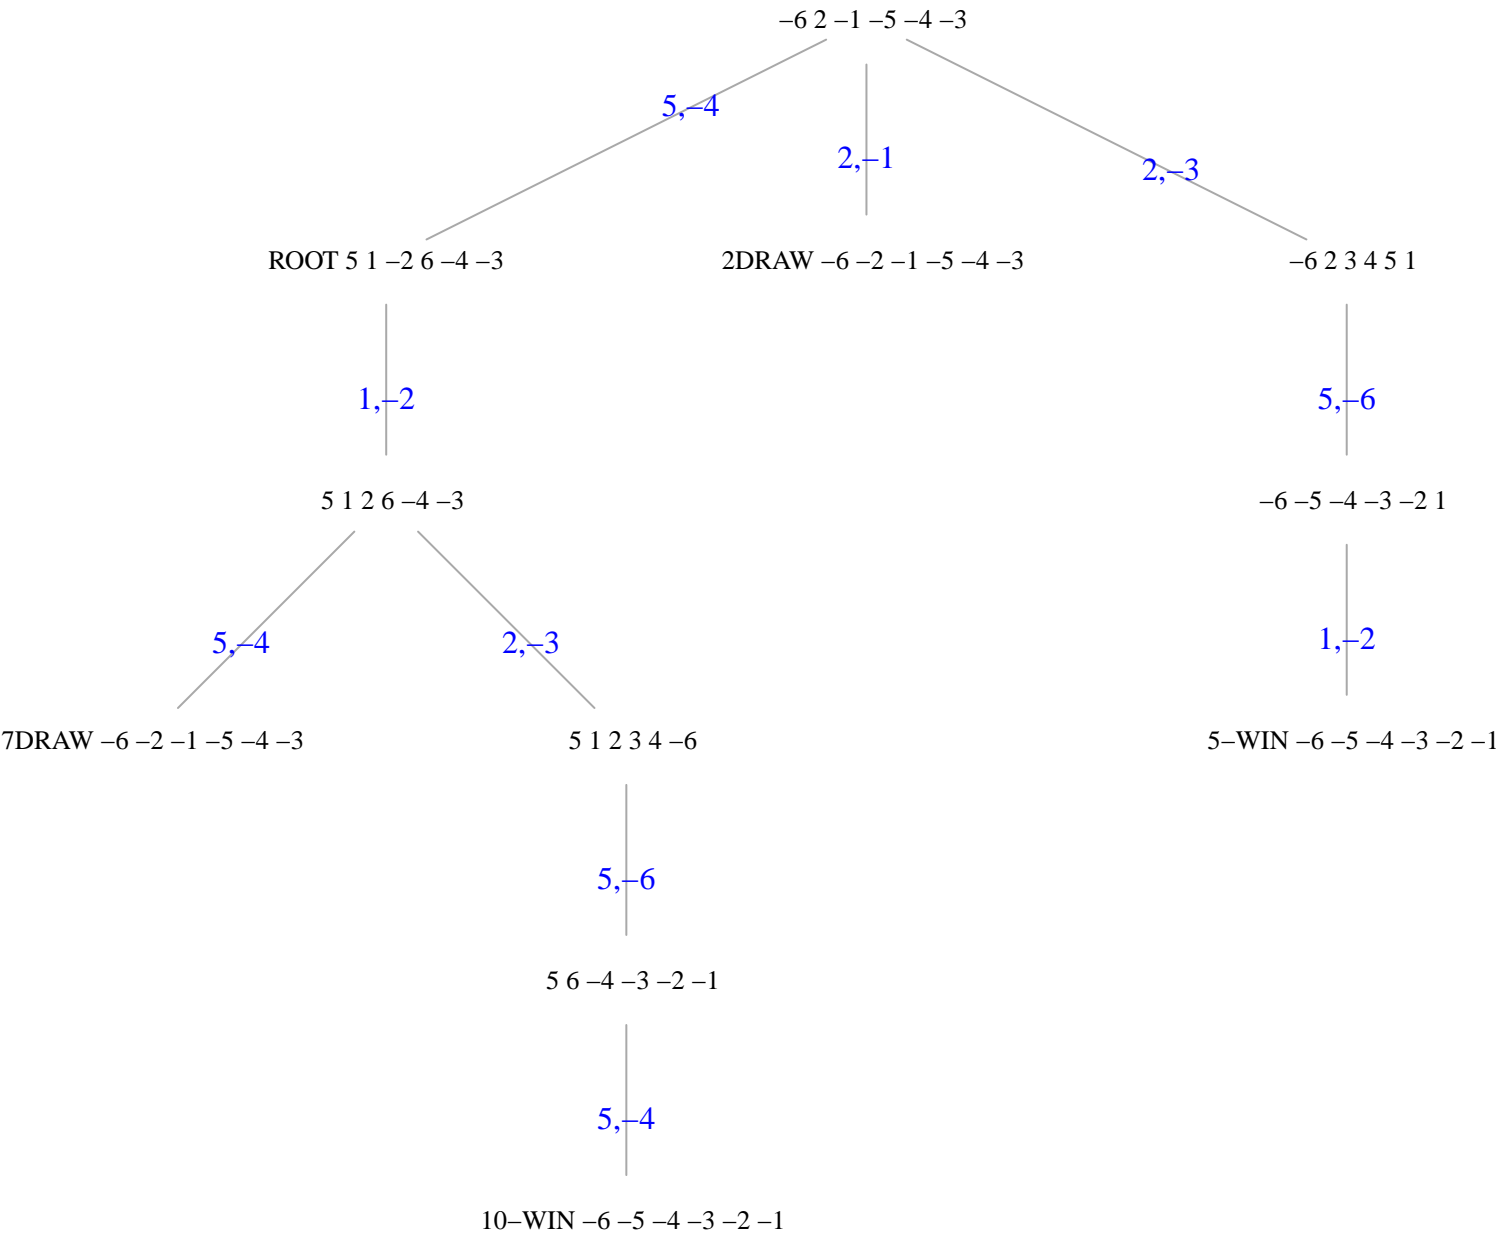 –6 2 –1 –5 –4 –3
5,–4
2,–1
2,–3
ROOT 5 1 –2 6 –4 –3
2DRAW –6 –2 –1 –5 –4 –3
–6 2 3 4 5 1
1,–2
5,–6
5 1 2 6 –4 –3
–6 –5 –4 –3 –2 1
5,–4
2,–3
1,–2
7DRAW –6 –2 –1 –5 –4 –3
5 1 2 3 4 –6
5–WIN –6 –5 –4 –3 –2 –1
5,–6
5 6 –4 –3 –2 –1
5,–4
10–WIN –6 –5 –4 –3 –2 –1